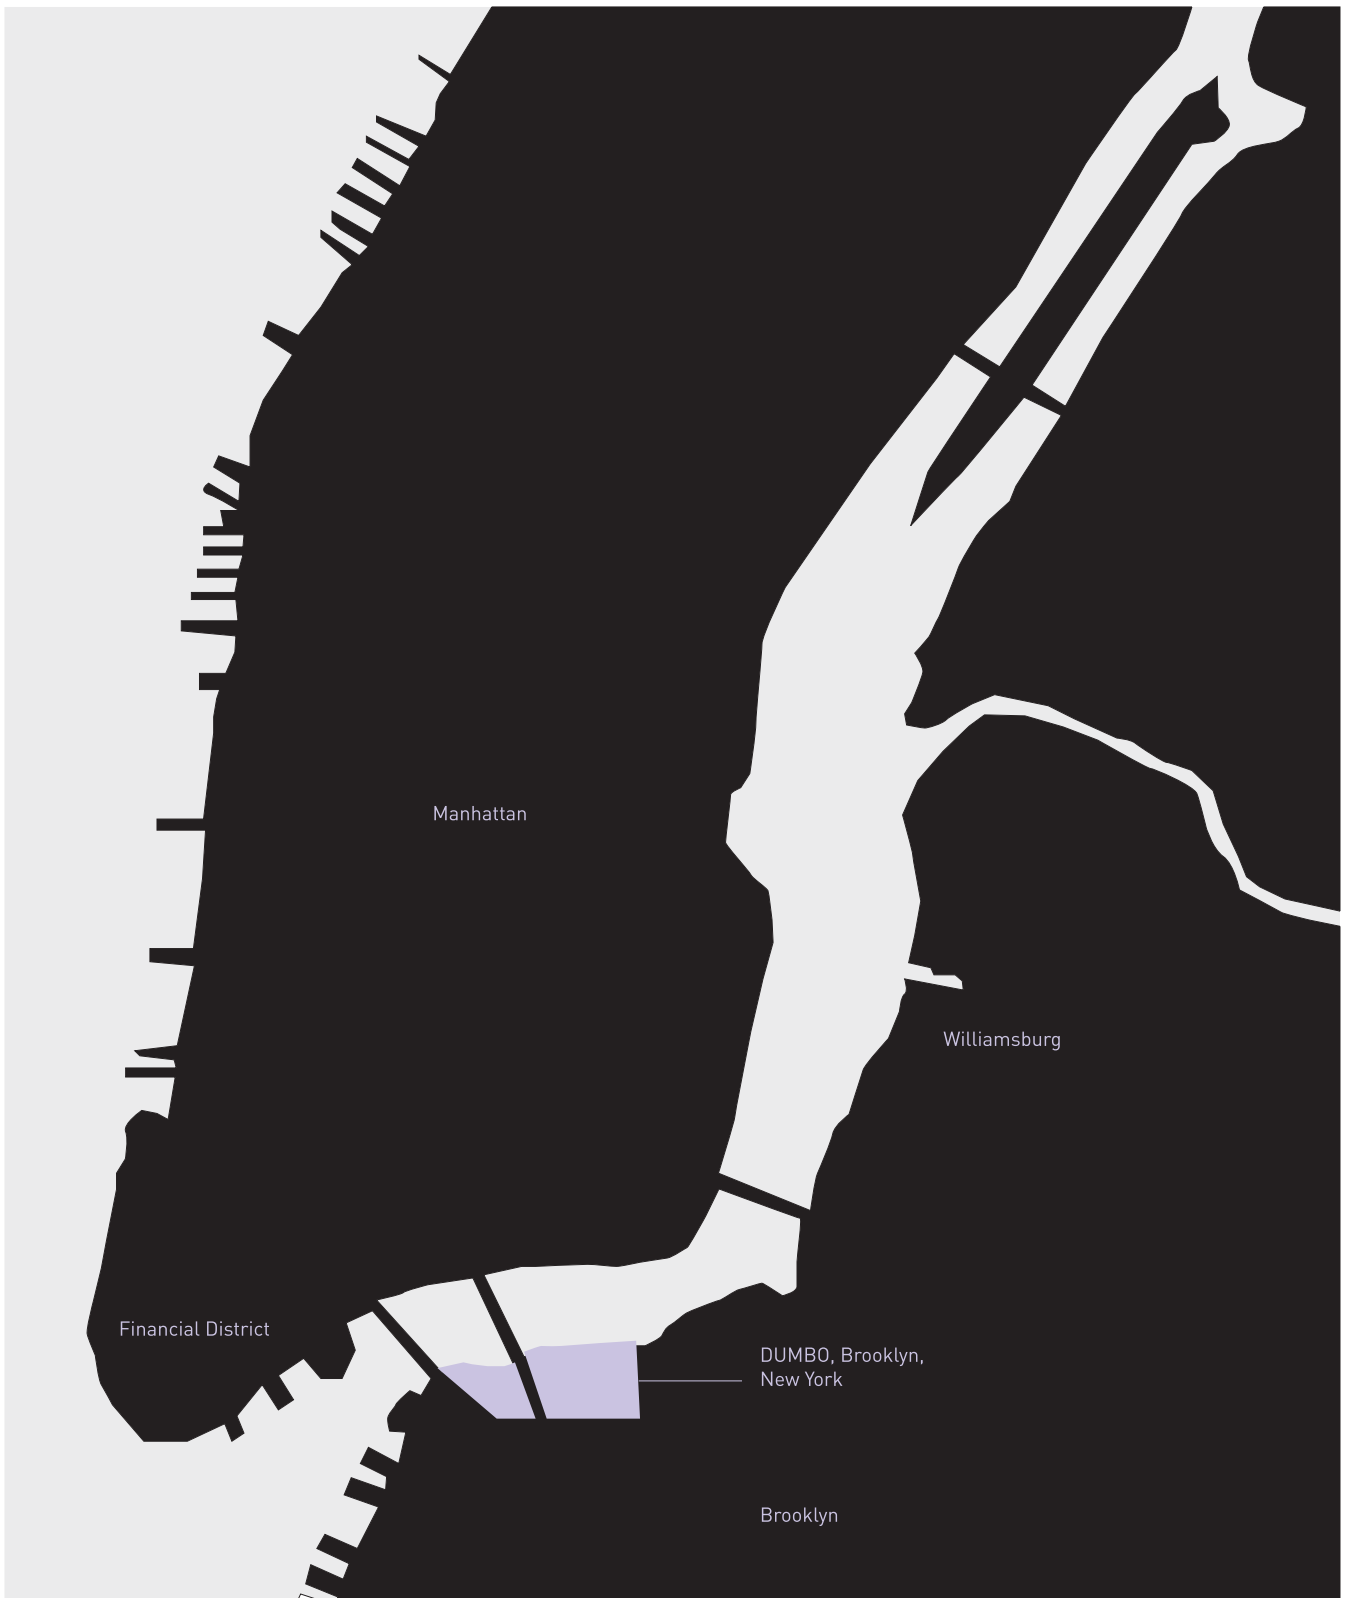 Manhattan
Williamsburg
Financial District
DUMBO, Brooklyn,
New York
Brooklyn